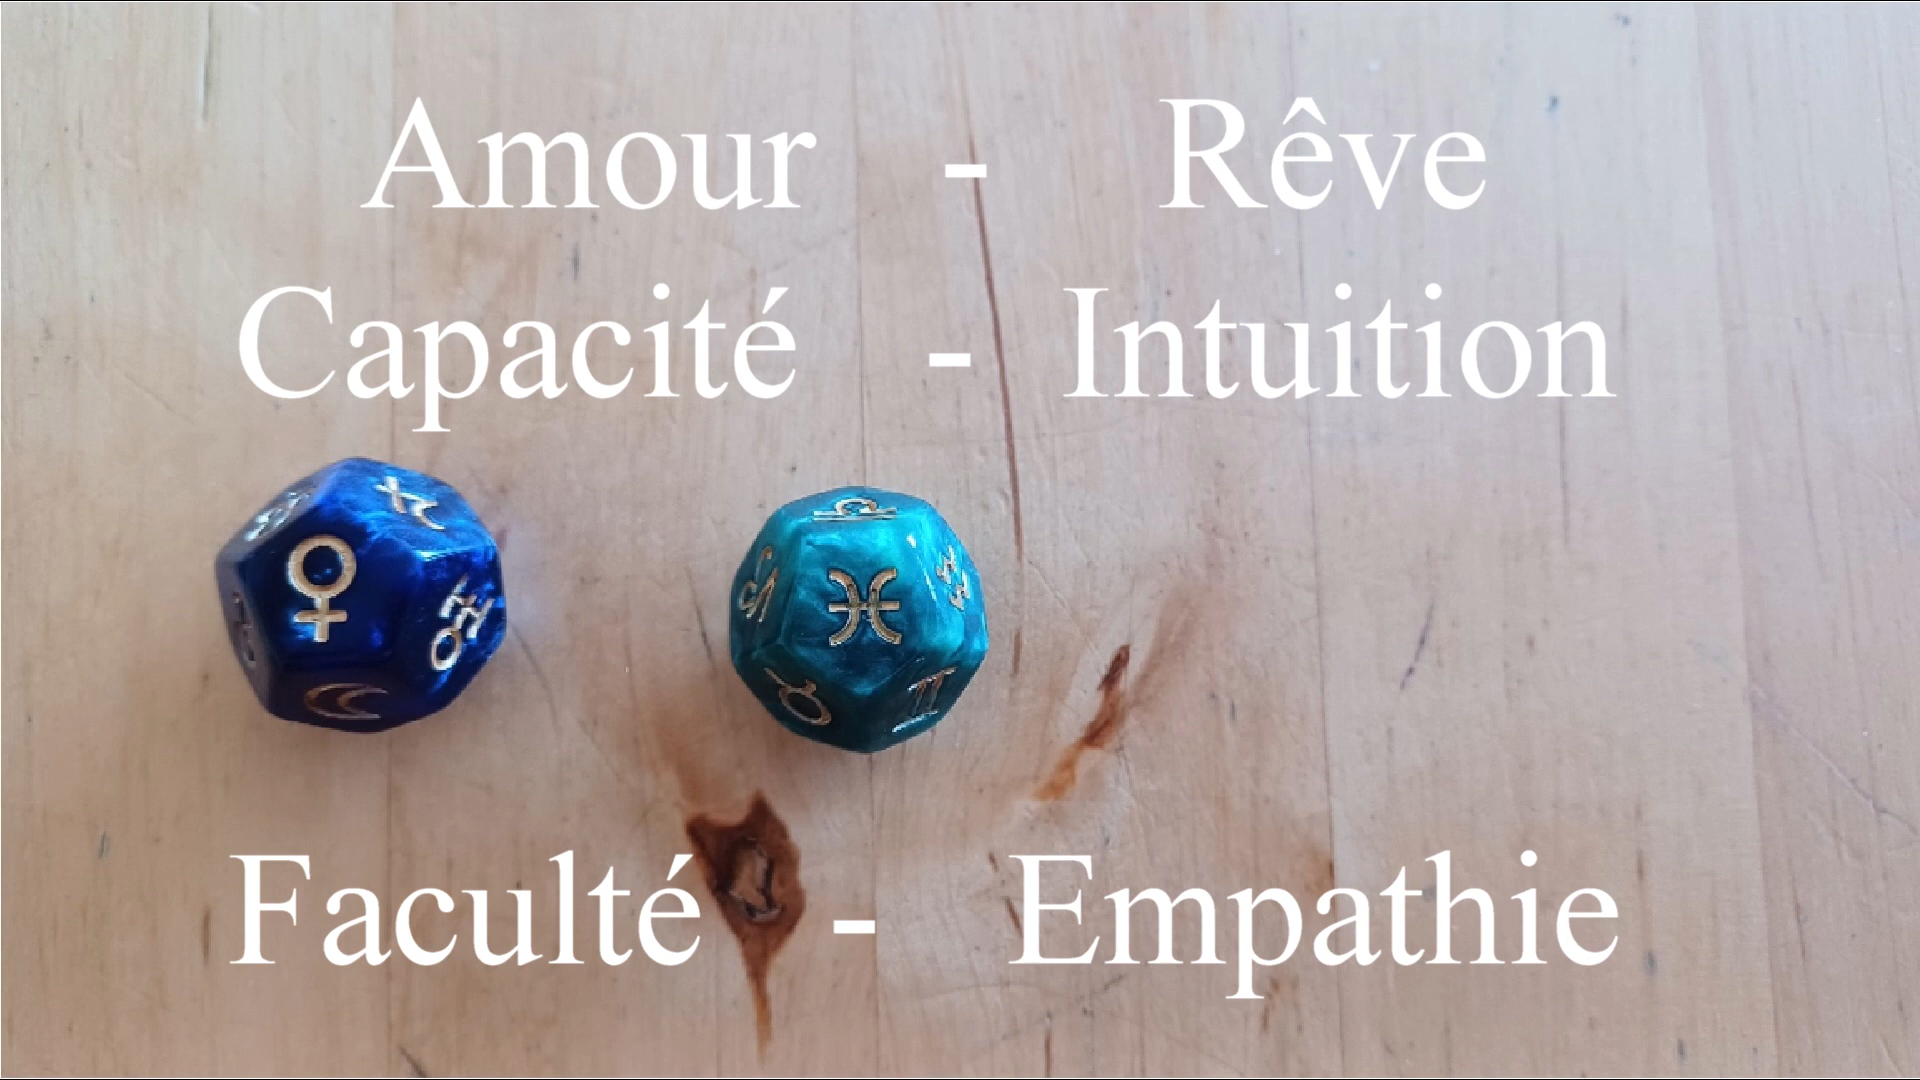 Amour - Rêve
Capacité - Intuition
♀ ♓
Faculté - Empathie